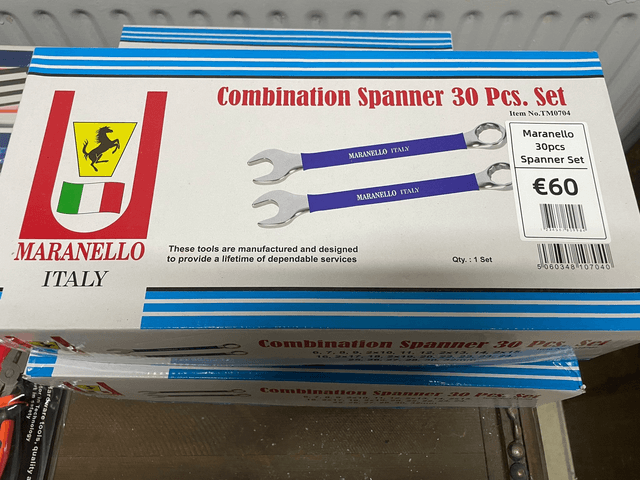 Combination Spanner 30 Pcs. Set
Item No.TM0704
Maranello
30pcs
Spanner Set
€60
MARANELLO ITALY
MARANELLO ITALY
MARANELLO
ITALY
These tools are manufactured and designed
to provide a lifetime of dependable services
Qty. : 1 Set
5 060348 107040
Combination Spanner 30 Pcs. Set
Combination Spanner 30 Pcs. Set